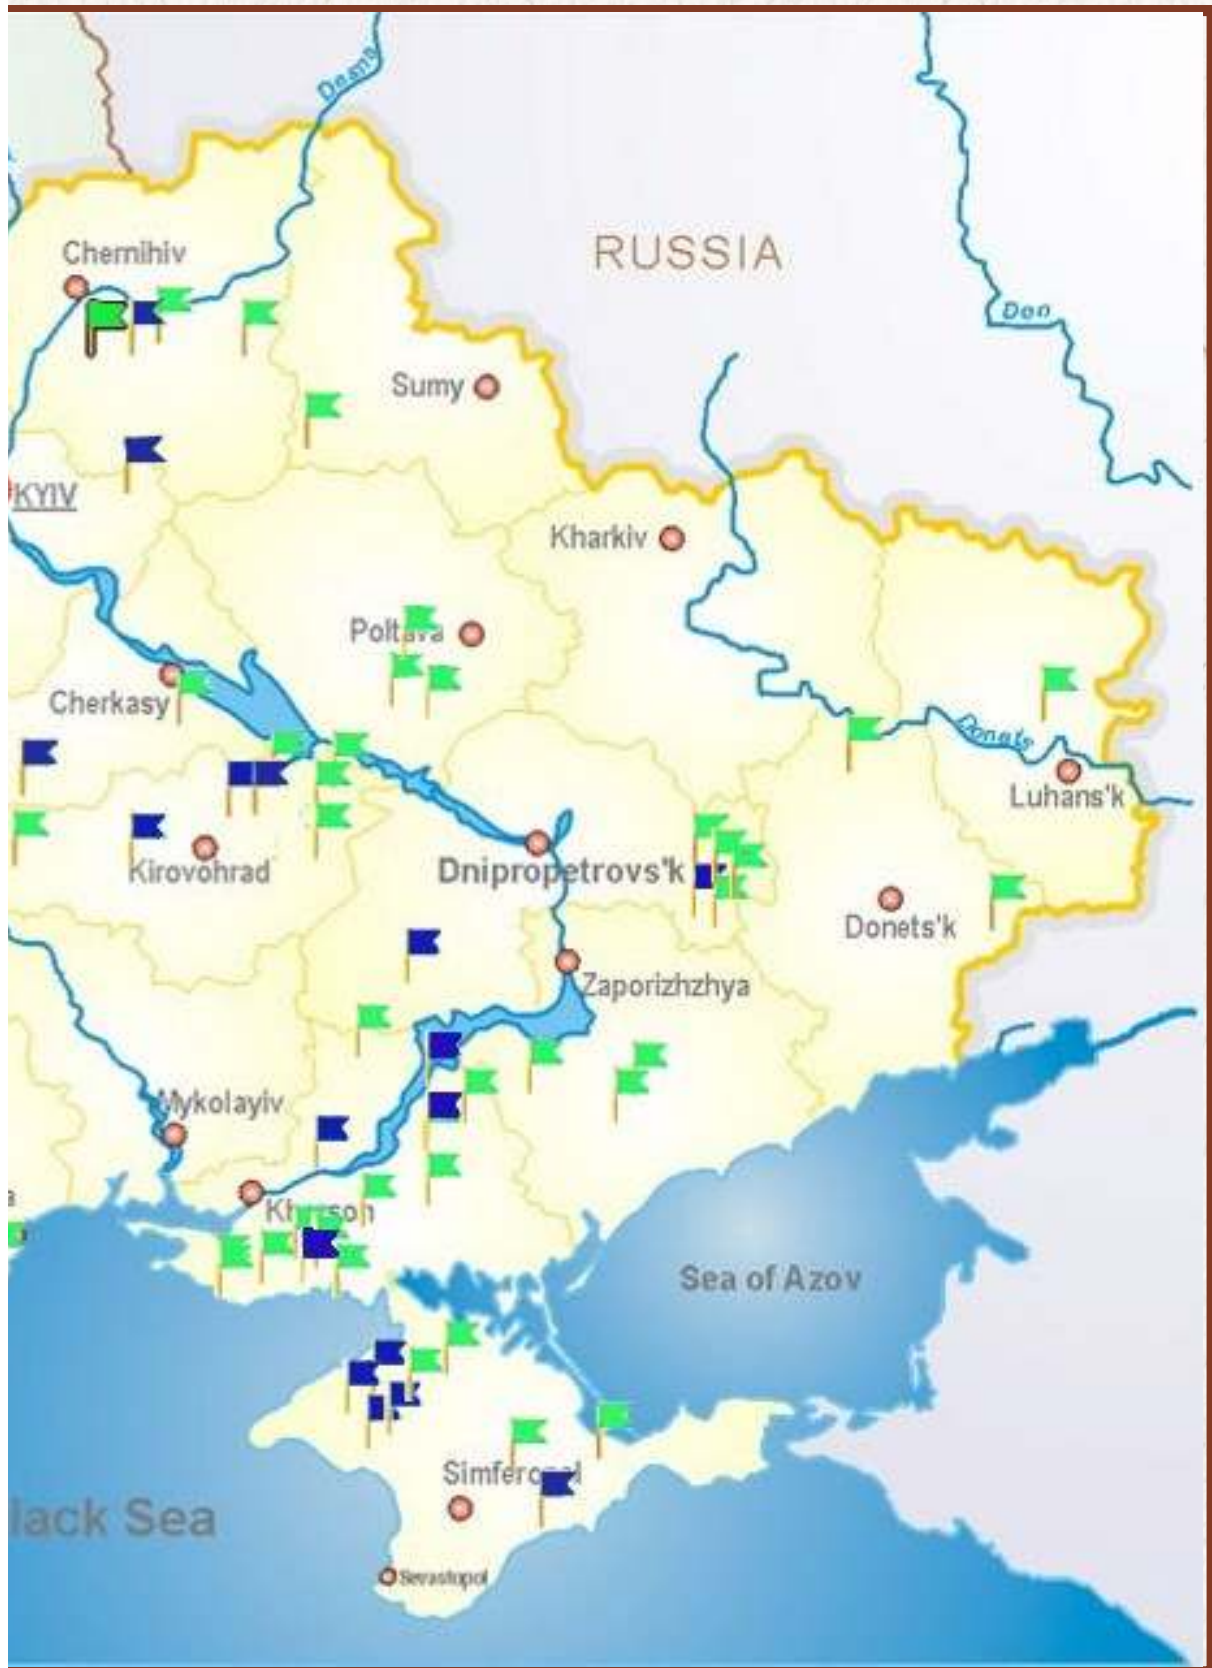 Desna
Chernihiv
RUSSIA
Don
Sumy
KYIV
Kharkiv
Poltava
Cherkasy
Donets
Luhans'k
Kirovohrad
Dnipropetrovs'k
Donets'k
Zaporizhzhya
Mykolayiv
a
Kherson
Sea of Azov
Simferopol
lack Sea
Sevastopol